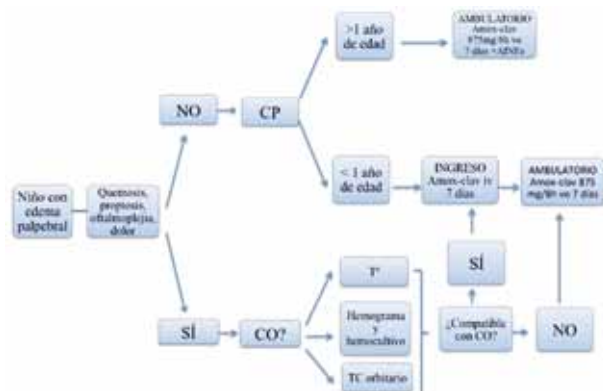 >1 año
de edad
AMBULATORIO
Amox-clav
875mg/8h vo
7 días +AINEs
NO
CP
< 1 año
de edad
INGRESO
Amox-clav iv
7 días
AMBULATORIO
Amox-clav 875
mg/8h vo 7 días
Niño con
edema
palpebral
Quemosis,
proptosis,
oftalmoplejia,
dolor
SÍ
CO?
Tª
Hemograma
y
hemocultivo
TC orbitario
SÍ
¿Compatible
con CO?
NO